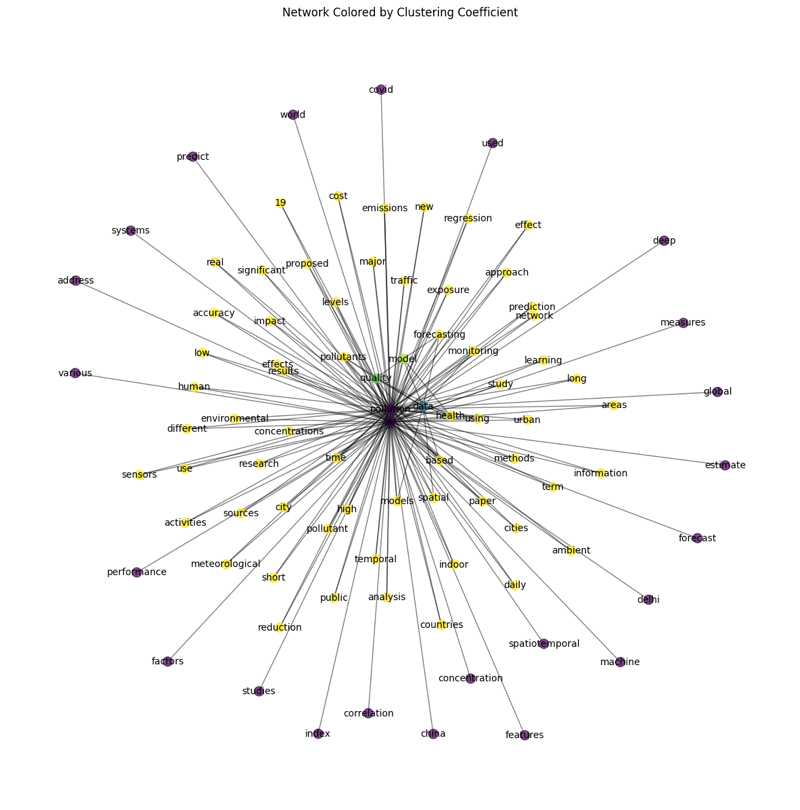 Network Colored by Clustering Coefficient
covid
world
used
predict
cost
19
emissions
new
regression
effect
systems
deep
real
significant
proposed
major
approach
address
traffic
exposure
levels
prediction
network
accuracy
impact
measures
forecasting
low
pollutants
model
monitoring
learning
effects
results
various
quality
study
long
human
global
environmental
pollution
data
health
using
urban
areas
different
concentrations
time
based
methods
research
estimate
sensors
use
information
term
sources
city
high
models
spatial
paper
activities
pollutant
cities
forecast
ambient
meteorological
temporal
indoor
performance
short
daily
public
analysis
delhi
reduction
countries
spatiotemporal
factors
machine
studies
concentration
correlation
index
china
features